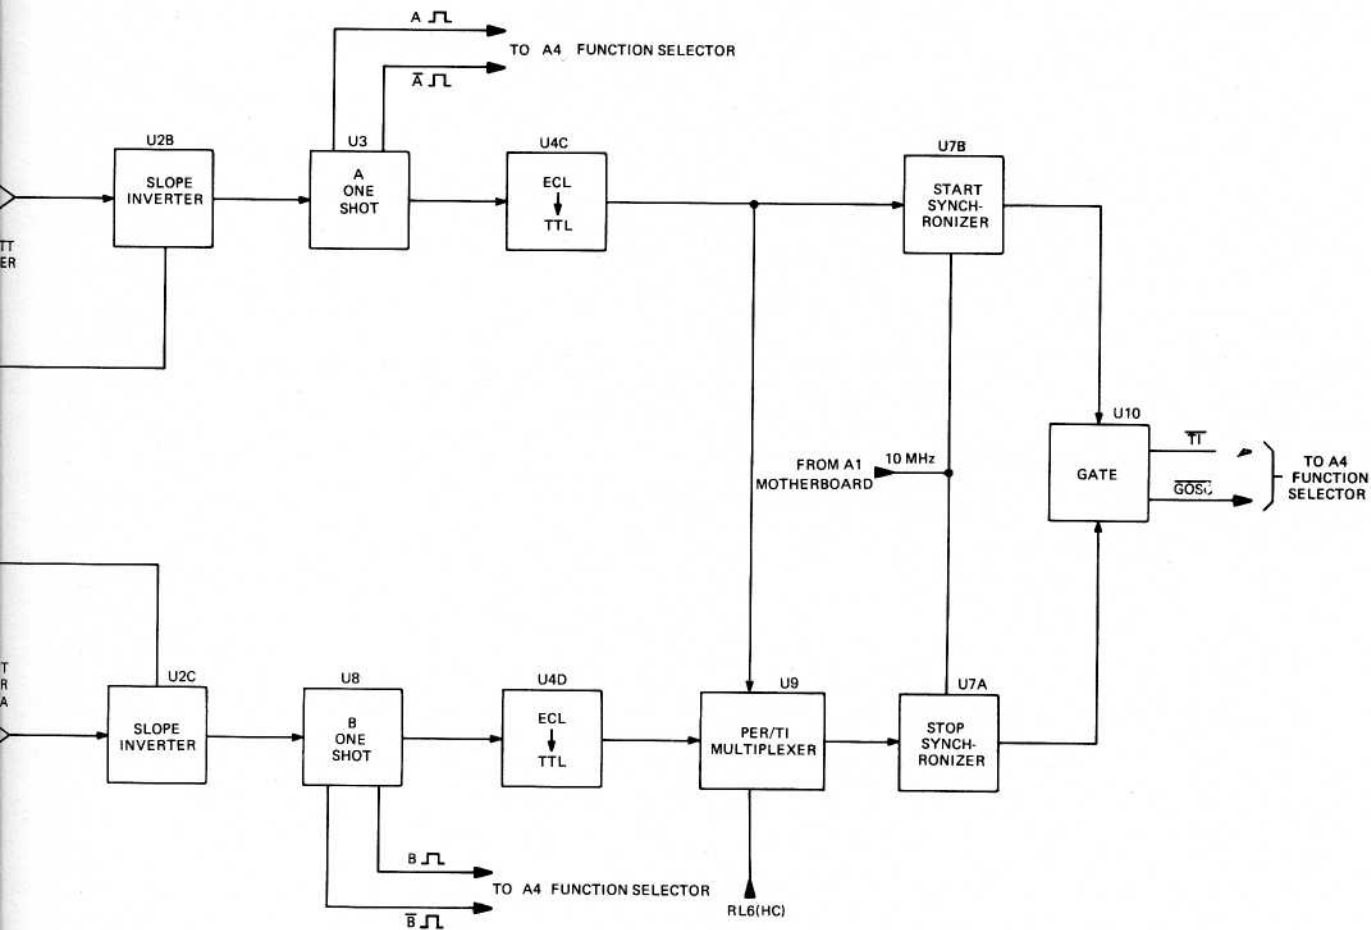 A
TO A4 FUNCTION SELECTOR
A̅
U2B
SLOPE
INVERTER
U3
A
ONE
SHOT
U4C
ECL
TTL
U7B
START
SYNCH-
RONIZER
TT
ER
U10
GATE
T̅I̅
G̅O̅S̅C̅
TO A4
FUNCTION
SELECTOR
FROM A1
MOTHERBOARD
10 MHz
T
R
A
U2C
SLOPE
INVERTER
U8
B
ONE
SHOT
U4D
ECL
TTL
U9
PER/TI
MULTIPLEXER
U7A
STOP
SYNCH-
RONIZER
B
TO A4 FUNCTION SELECTOR
B̅
RL6(HC)